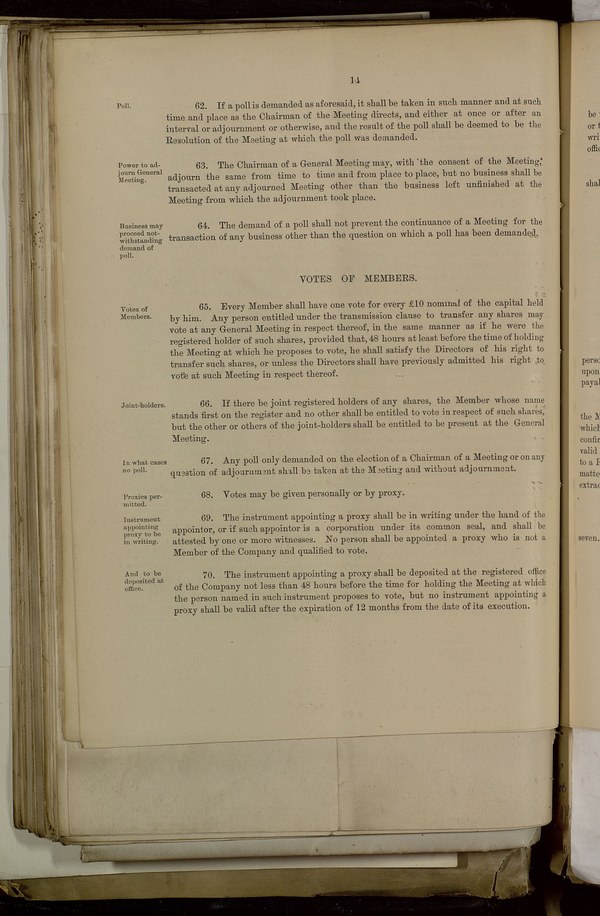 14
Poll.
62. If a poll is demanded as aforesaid, it shall be taken in such manner and at such
time and place as the Chairman of the Meeting directs, and either at once or after an
interval or adjournment or otherwise, and the result of the poll shall be deemed to be the
Resolution of the Meeting at which the poll was demanded.
Power to ad-
journ General
Meeting.
63. The Chairman of a General Meeting may, with the consent of the Meeting,
adjourn the same from time to time and from place to place, but no business shall be
transacted at any adjourned Meeting other than the business left unfinished at the
Meeting from which the adjournment took place.
Business may
proceed not-
withstanding
demand of
poll.
64. The demand of a poll shall not prevent the continuance of a Meeting for the
transaction of any business other than the question on which a poll has been demanded.
VOTES OF MEMBERS.
Votes of
Members.
65. Every Member shall have one vote for every £10 nominal of the capital held
by him. Any person entitled under the transmission clause to transfer any shares may
vote at any General Meeting in respect thereof, in the same manner as if he were the
registered holder of such shares, provided that, 48 hours at least before the time of holding
the Meeting at which he proposes to vote, he shall satisfy the Directors of his right to
transfer such shares, or unless the Directors shall have previously admitted his right to
vote at such Meeting in respect thereof.
Joint-holders.
66. If there be joint registered holders of any shares, the Member whose name
stands first on the register and no other shall be entitled to vote in respect of such shares,
but the other or others of the joint-holders shall be entitled to be present at the General
Meeting.
In what cases
no poll.
67. Any poll only demanded on the election of a Chairman of a Meeting or on any
question of adjournment shall be taken at the Meeting and without adjournment.
Proxies per-
mitted.
68. Votes may be given personally or by proxy.
Instrument
appointing
proxy to be
in writing.
69. The instrument appointing a proxy shall be in writing under the hand of the
appointor, or if such appointor is a corporation under its common seal, and shall be
attested by one or more witnesses. No person shall be appointed a proxy who is not a
Member of the Company and qualified to vote.
And to be
deposited at
office.
70. The instrument appointing a proxy shall be deposited at the registered office
of the Company not less than 48 hours before the time for holding the Meeting at which
the person named in such instrument proposes to vote, but no instrument appointing a
proxy shall be valid after the expiration of 12 months from the date of its execution.
be
or t
wri
offic
shal
perso
upon
payal
the M
which
confir
valid
to a P
matte
extrac
seven.